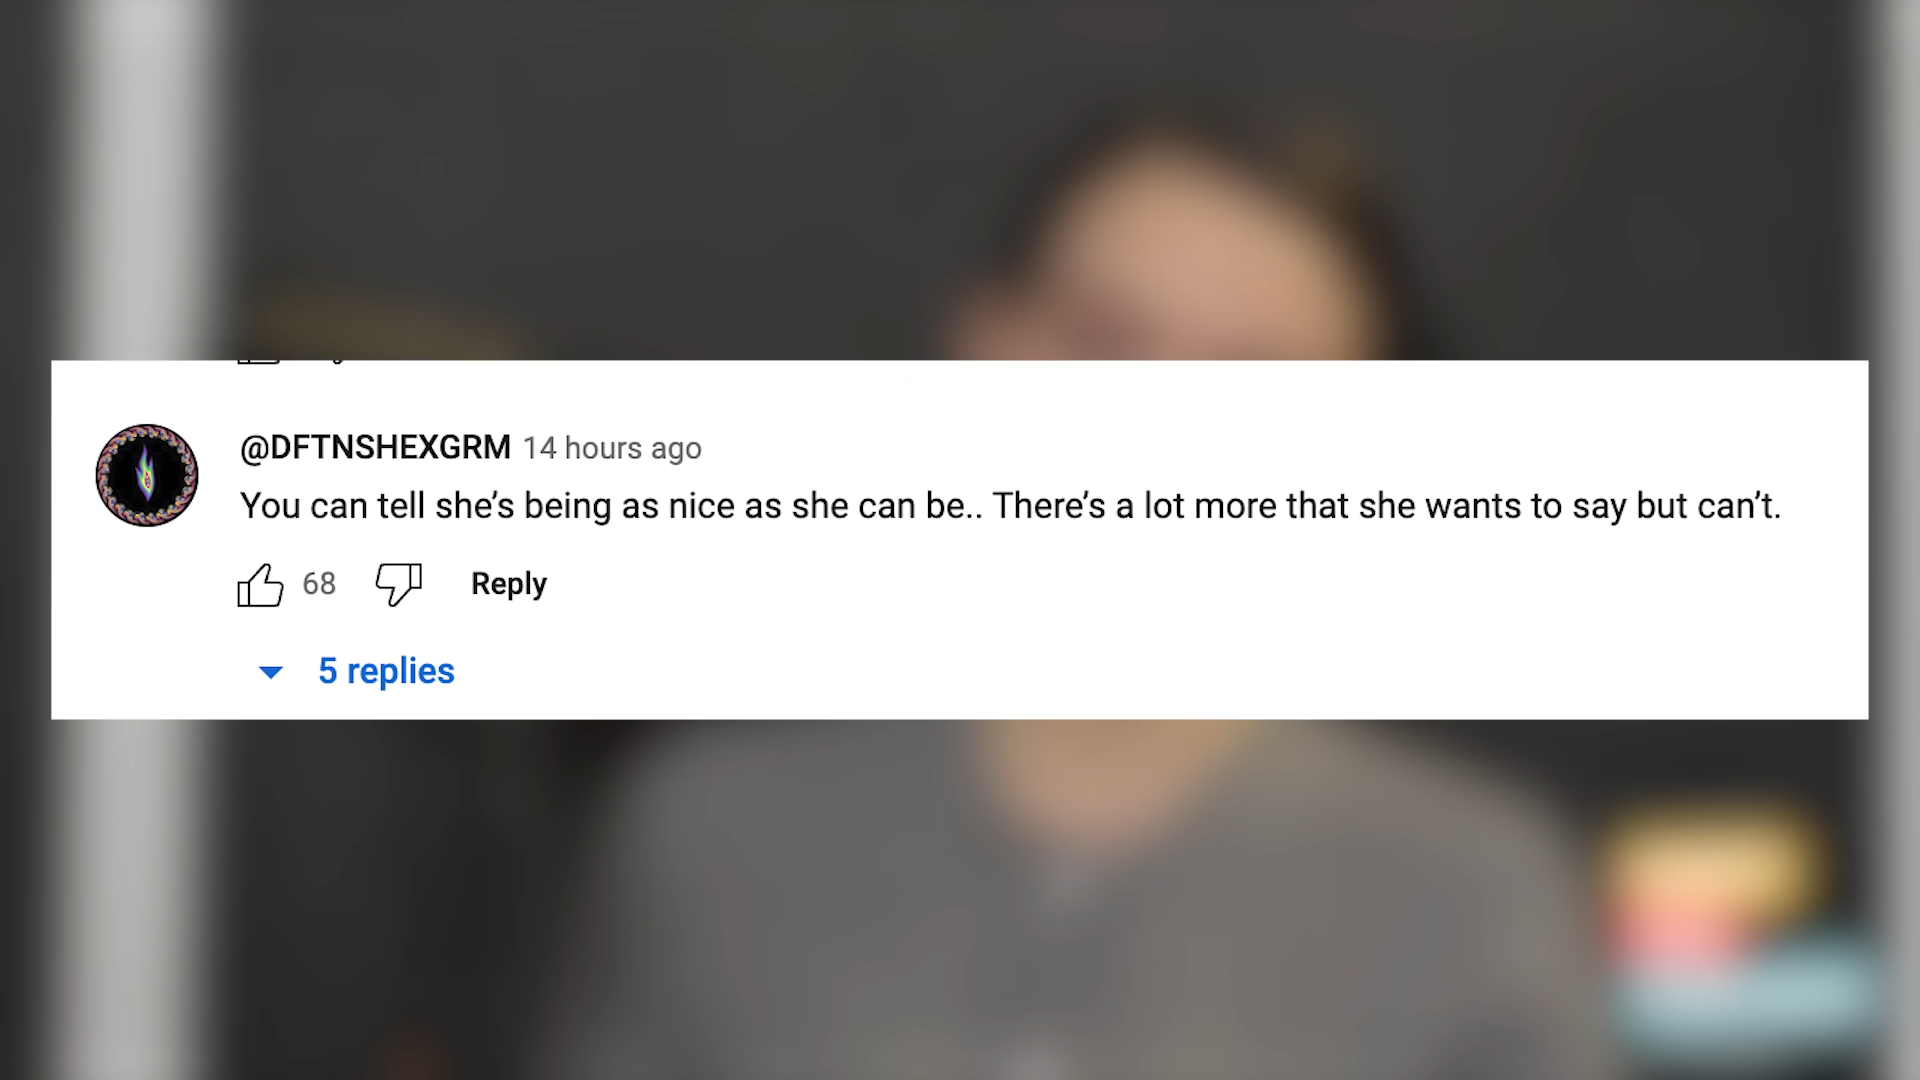 @DFTNSHEXGRM 14 hours ago
You can tell she’s being as nice as she can be.. There’s a lot more that she wants to say but can’t.
68 Reply
5 replies